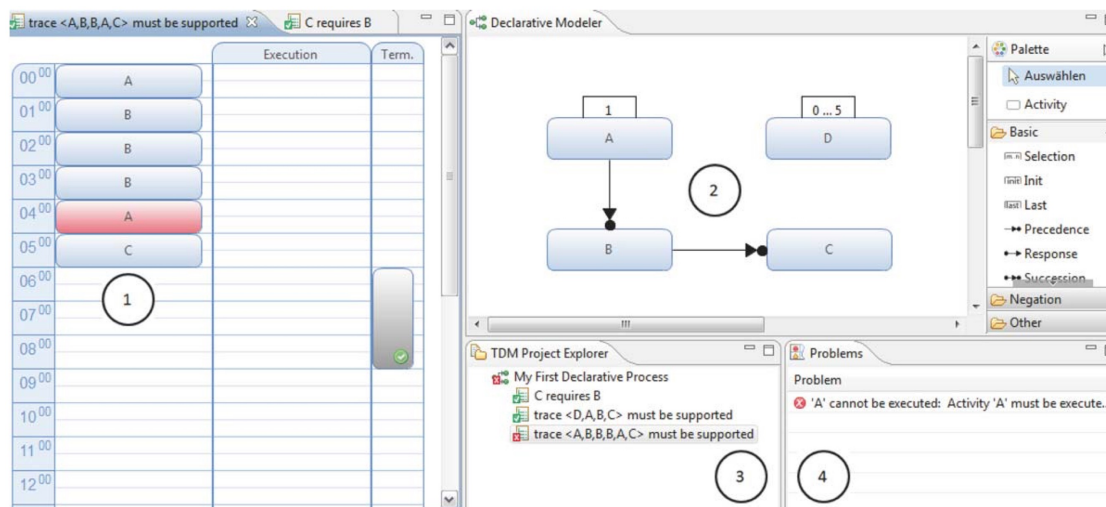 trace <A,B,B,A,C> must be supported
C requires B
Execution
Term.
00 00
A
01 00
B
02 00
B
03 00
B
04 00
A
05 00
C
06 00
07 00
08 00
09 00
10 00
11 00
12 00
1
Declarative Modeler
1
A
0 ... 5
D
2
B
C
Palette
Auswählen
Activity
Basic
Selection
Init
Last
Precedence
Response
Succession
Negation
Other
TDM Project Explorer
My First Declarative Process
C requires B
trace <D,A,B,C> must be supported
trace <A,B,B,B,A,C> must be supported
3
Problems
Problem
'A' cannot be executed: Activity 'A' must be execute...
4